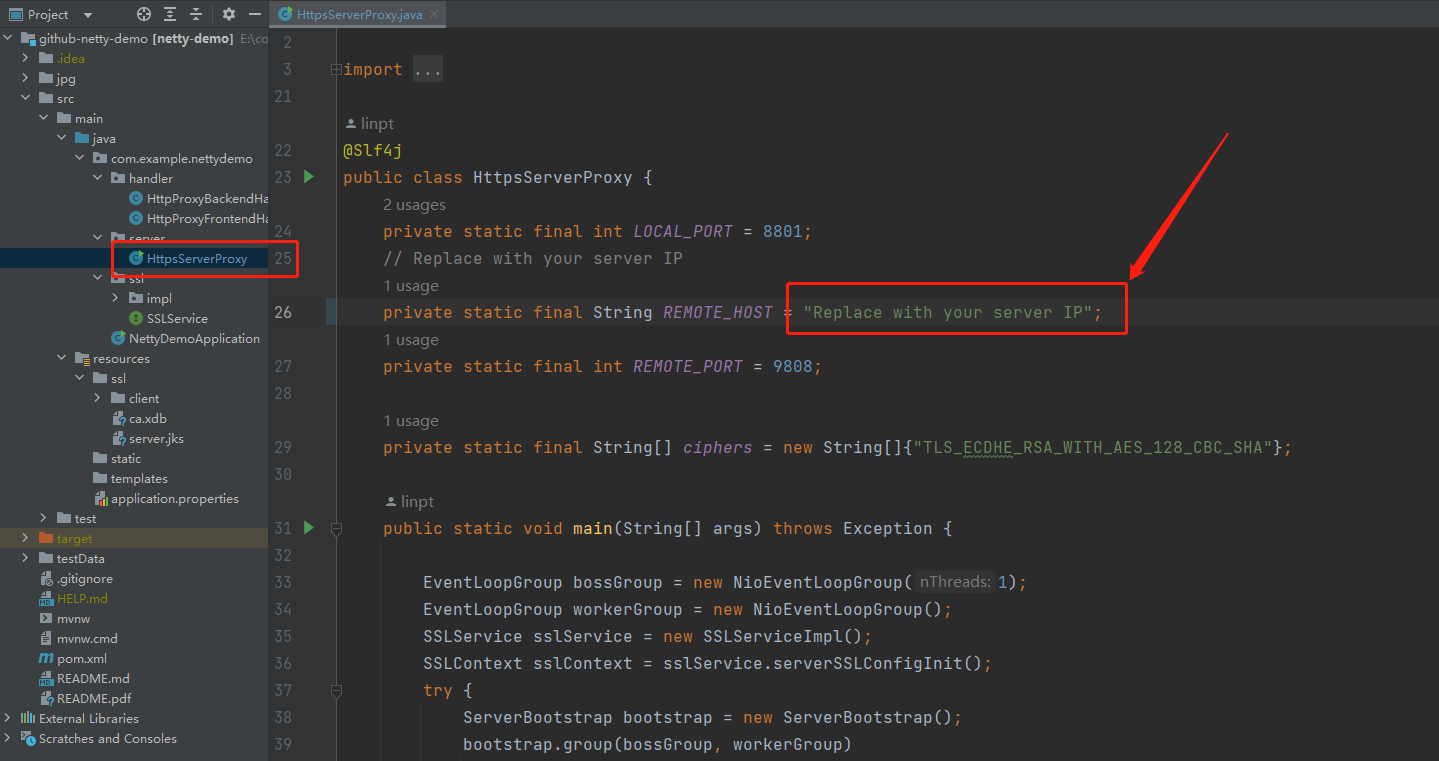 Project
HttpsServerProxy.java
github-netty-demo [netty-demo] E:\co
.idea
jpg
src
main
java
com.example.nettydemo
handler
HttpProxyBackendHa
HttpProxyFrontendHa
server
HttpsServerProxy
ssl
impl
SSLService
NettyDemoApplication
resources
ssl
client
ca.xdb
server.jks
static
templates
application.properties
test
target
testData
.gitignore
HELP.md
mvnw
mvnw.cmd
pom.xml
README.md
README.pdf
External Libraries
Scratches and Consoles
2
3 import ...
21
linpt
22 @Slf4j
23 public class HttpsServerProxy {
2 usages
24 private static final int LOCAL_PORT = 8801;
25 // Replace with your server IP
1 usage
26 private static final String REMOTE_HOST = "Replace with your server IP";
1 usage
27 private static final int REMOTE_PORT = 9808;
28
1 usage
29 private static final String[] ciphers = new String[]{"TLS_ECDHE_RSA_WITH_AES_128_CBC_SHA"};
30
linpt
31 public static void main(String[] args) throws Exception {
32
33 EventLoopGroup bossGroup = new NioEventLoopGroup( nThreads: 1);
34 EventLoopGroup workerGroup = new NioEventLoopGroup();
35 SSLService sslService = new SSLServiceImpl();
36 SSLContext sslContext = sslService.serverSSLConfigInit();
37 try {
38 ServerBootstrap bootstrap = new ServerBootstrap();
39 bootstrap.group(bossGroup, workerGroup)